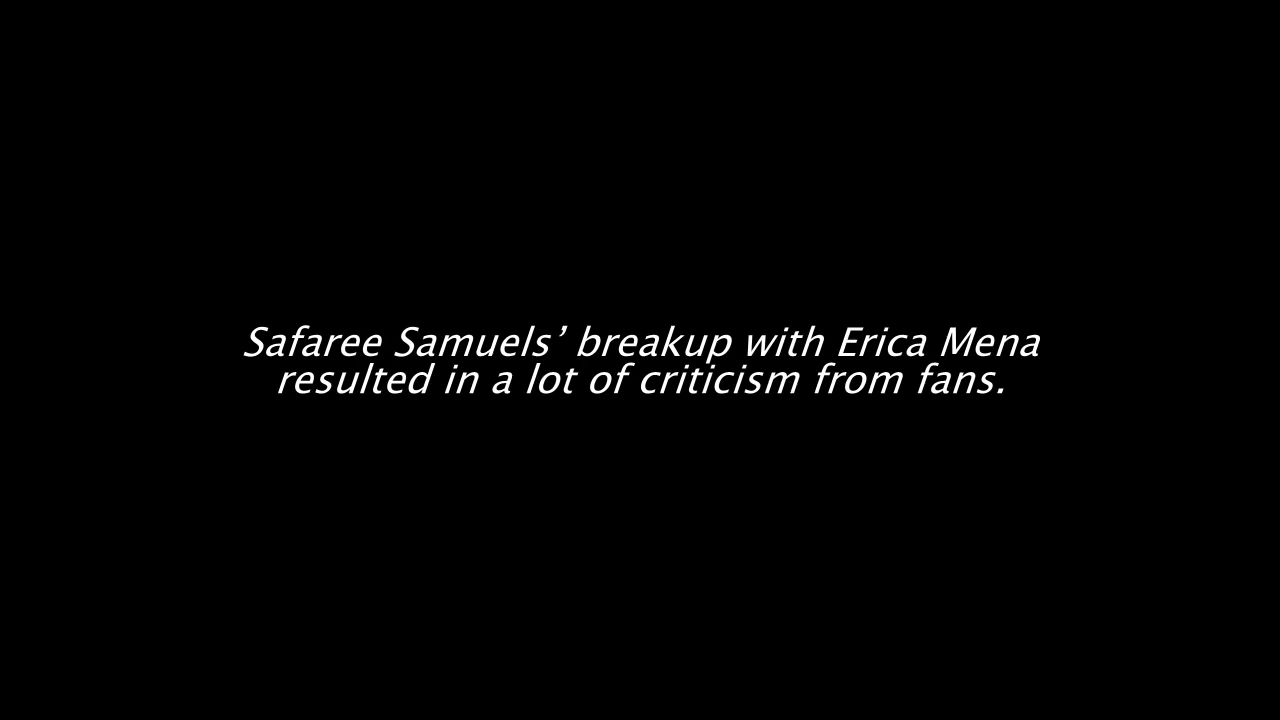 Safaree Samuels’ breakup with Erica Mena
resulted in a lot of criticism from fans.